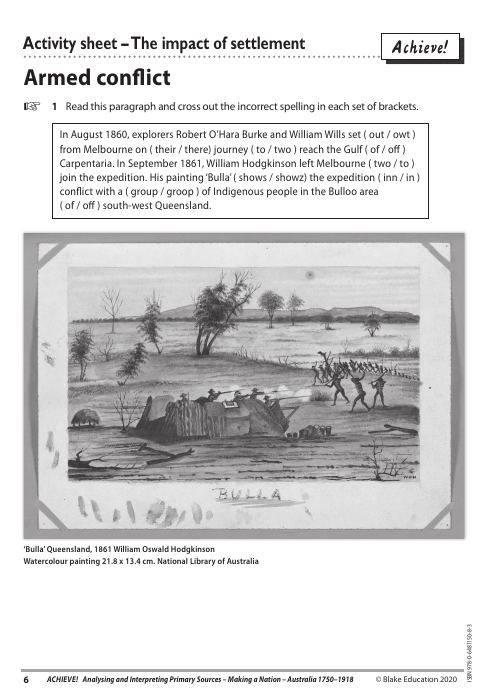 Activity sheet – The impact of settlement
Achieve!
Armed conflict
1 Read this paragraph and cross out the incorrect spelling in each set of brackets.
In August 1860, explorers Robert O'Hara Burke and William Wills set ( out / owt )
from Melbourne on ( their / there) journey ( to / two ) reach the Gulf ( of / off )
Carpentaria. In September 1861, William Hodgkinson left Melbourne ( two / to )
join the expedition. His painting 'Bulla' ( shows / showz) the expedition ( inn / in )
conflict with a ( group / groop ) of Indigenous people in the Bulloo area
( of / off ) south-west Queensland.
BULLA
'Bulla' Queensland, 1861 William Oswald Hodgkinson
Watercolour painting 21.8 x 13.4 cm. National Library of Australia
6 ACHIEVE! Analysing and Interpreting Primary Sources – Making a Nation – Australia 1750–1918 © Blake Education 2020